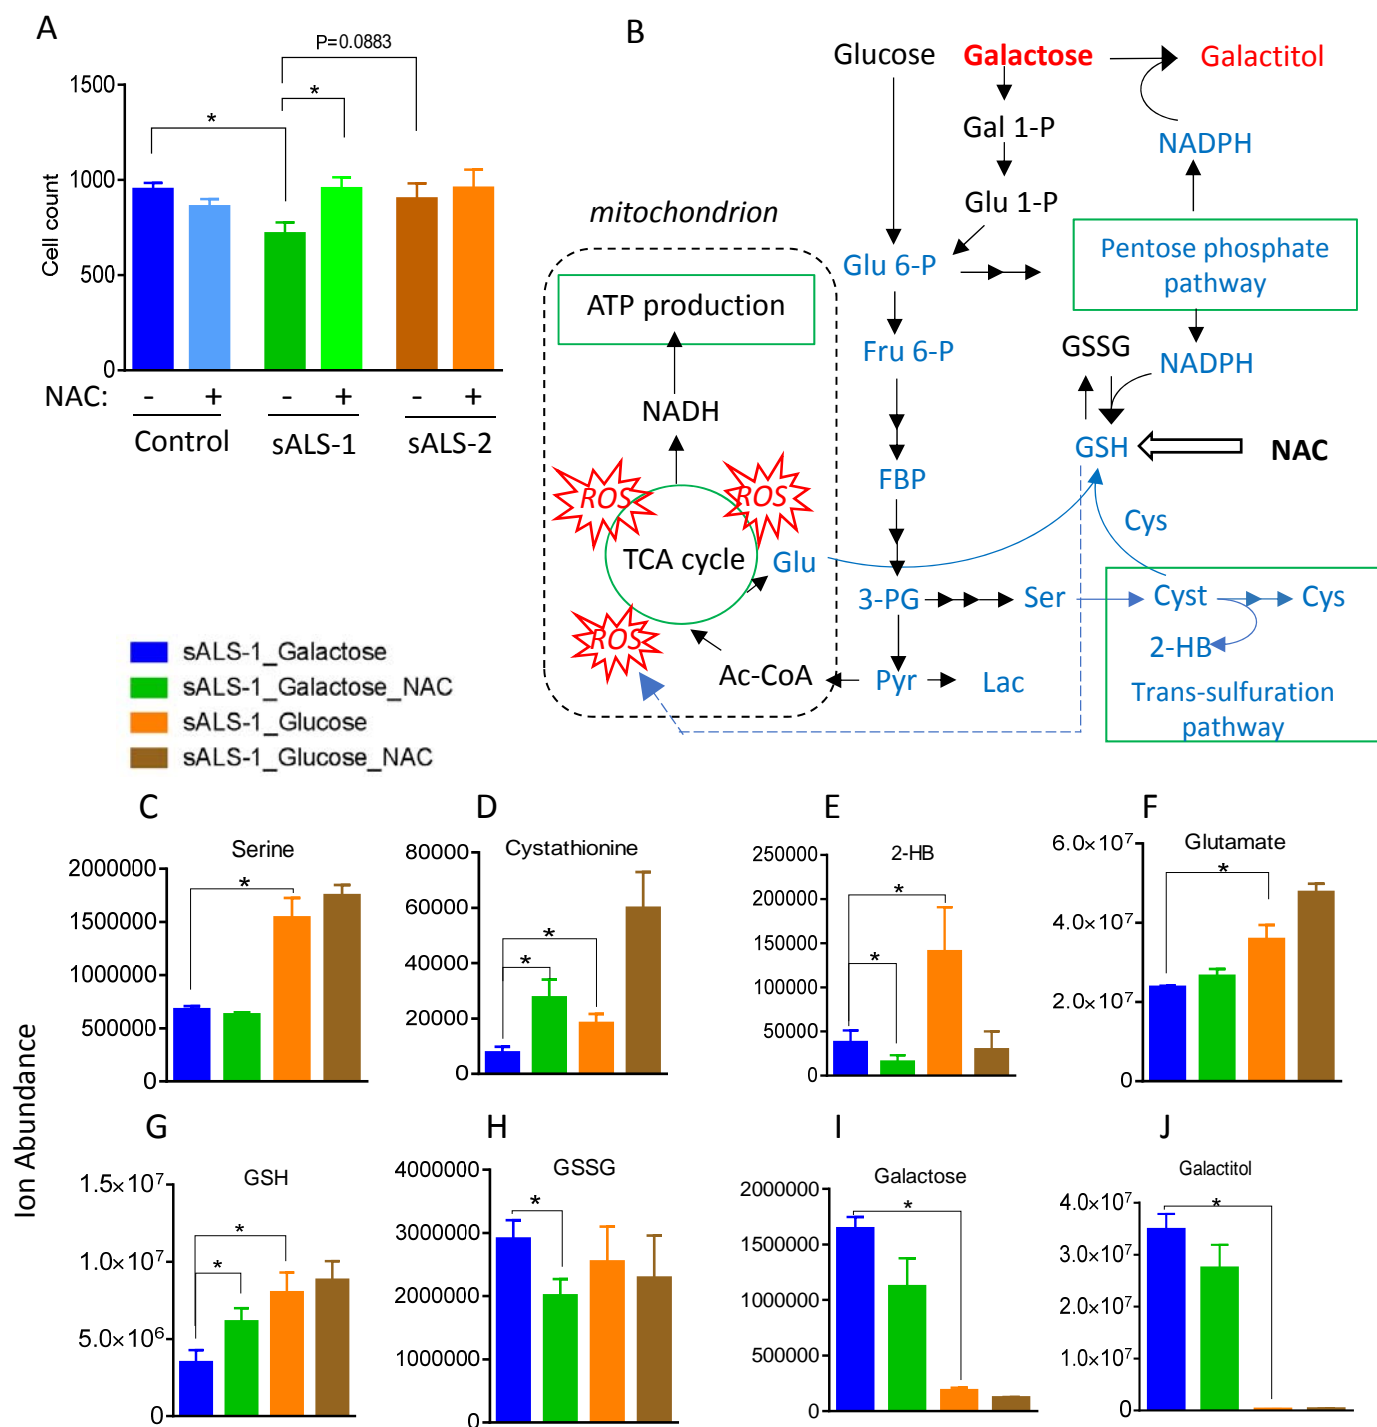 A
P=0.0883
*
*
1500
1000
500
0
Cell count
NAC:
- + - + - +
Control sALS-1 sALS-2
B
Glucose Galactose Galactitol
Gal 1-P
NADPH
Glu 1-P
mitochondrion
Glu 6-P
Pentose phosphate
pathway
ATP production
Fru 6-P
GSSG
NADPH
NADH
GSH
NAC
FBP
ROS
ROS
Cys
TCA cycle
Glu
3-PG
Ser
Cyst
Cys
ROS
2-HB
Ac-CoA
Pyr
Lac
Trans-sulfuration
pathway
sALS-1_Galactose
sALS-1_Galactose_NAC
sALS-1_Glucose
sALS-1_Glucose_NAC
Ion Abundance
C
Serine
2000000
1500000
1000000
500000
0
*
D
Cystathionine
80000
60000
40000
20000
0
*
*
E
2-HB
250000
200000
150000
100000
50000
0
*
*
F
Glutamate
6.0×10⁷
4.0×10⁷
2.0×10⁷
0
*
G
GSH
1.5×10⁷
1.0×10⁷
5.0×10⁶
0
*
*
H
GSSG
4000000
3000000
2000000
1000000
0
*
I
Galactose
2000000
1500000
1000000
500000
0
*
J
Galactitol
4.0×10⁷
3.0×10⁷
2.0×10⁷
1.0×10⁷
0
*